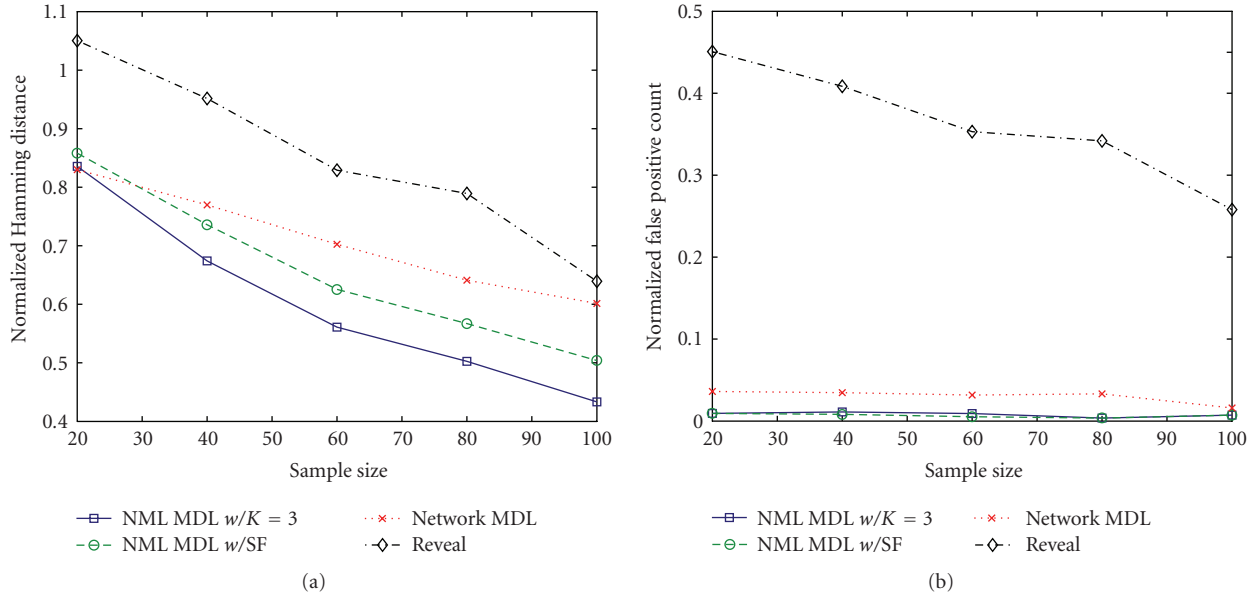 1.1
1
0.9
0.8
0.7
0.6
0.5
0.4
Normalized Hamming distance
20 30 40 50 60 70 80 90 100
Sample size
NML MDL w/K = 3
NML MDL w/SF
Network MDL
Reveal
(a)
0.5
0.4
0.3
0.2
0.1
0
Normalized false positive count
20 30 40 50 60 70 80 90 100
Sample size
NML MDL w/K = 3
NML MDL w/SF
Network MDL
Reveal
(b)